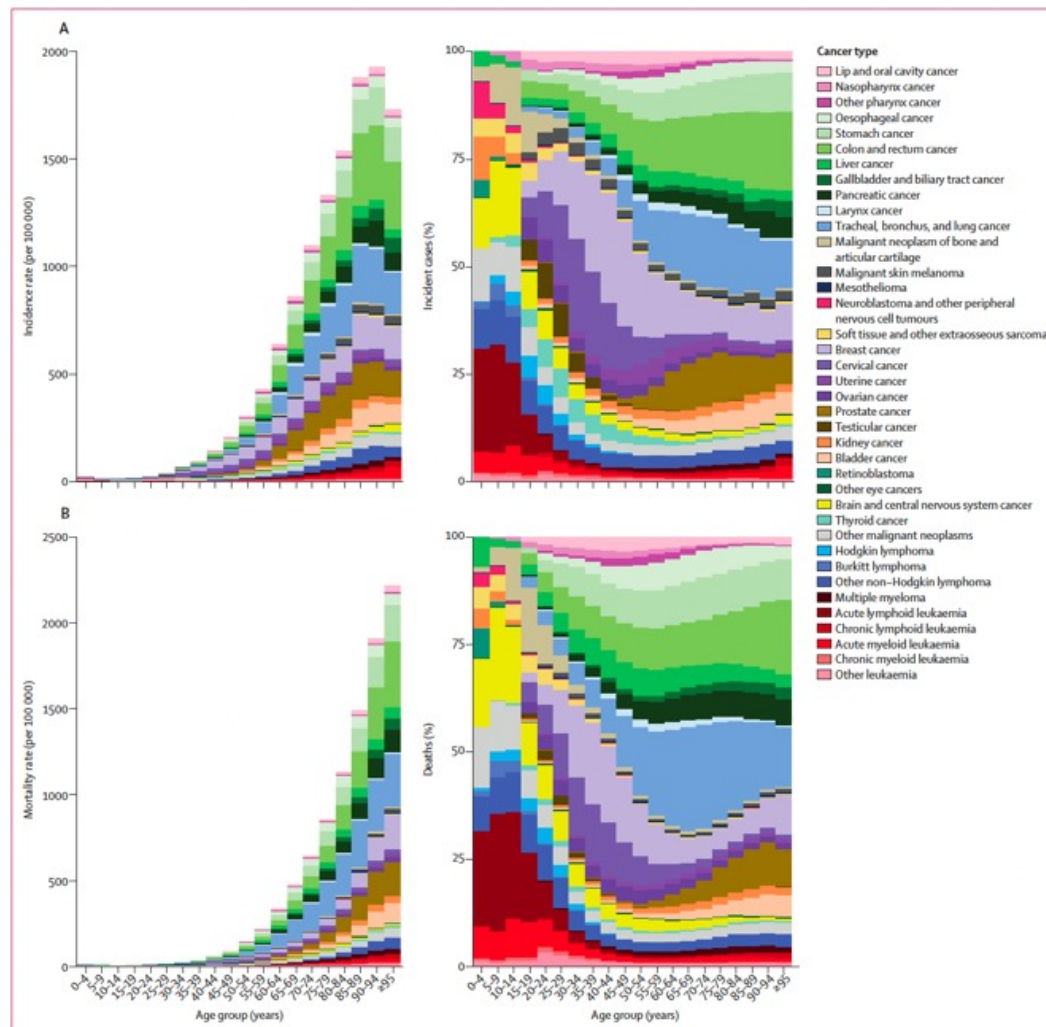 A
2000
1500
1000
500
0
Incidence rate (per 100 000)
100
75
50
25
0
Incident cases (%)
Cancer type
Lip and oral cavity cancer
Nasopharynx cancer
Other pharynx cancer
Oesophageal cancer
Stomach cancer
Colon and rectum cancer
Liver cancer
Gallbladder and biliary tract cancer
Pancreatic cancer
Larynx cancer
Tracheal, bronchus, and lung cancer
Malignant neoplasm of bone and
articular cartilage
Malignant skin melanoma
Mesothelioma
Neuroblastoma and other peripheral
nervous cell tumours
Soft tissue and other extraosseous sarcoma
Breast cancer
Cervical cancer
Uterine cancer
Ovarian cancer
Prostate cancer
Testicular cancer
Kidney cancer
Bladder cancer
Retinoblastoma
Other eye cancers
Brain and central nervous system cancer
Thyroid cancer
Other malignant neoplasms
Hodgkin lymphoma
Burkitt lymphoma
Other non–Hodgkin lymphoma
Multiple myeloma
Acute lymphoid leukaemia
Chronic lymphoid leukaemia
Acute myeloid leukaemia
Chronic myeloid leukaemia
Other leukaemia
B
2500
2000
1500
1000
500
0
Mortality rate (per 100 000)
0–4
5–9
10–14
15–19
20–24
25–29
30–34
35–39
40–44
45–49
50–54
55–59
60–64
65–69
70–74
75–79
80–84
85–89
90–94
≥95
Age group (years)
100
75
50
25
0
Deaths (%)
0–4
5–9
10–14
15–19
20–24
25–29
30–34
35–39
40–44
45–49
50–54
55–59
60–64
65–69
70–74
75–79
80–84
85–89
90–94
≥95
Age group (years)